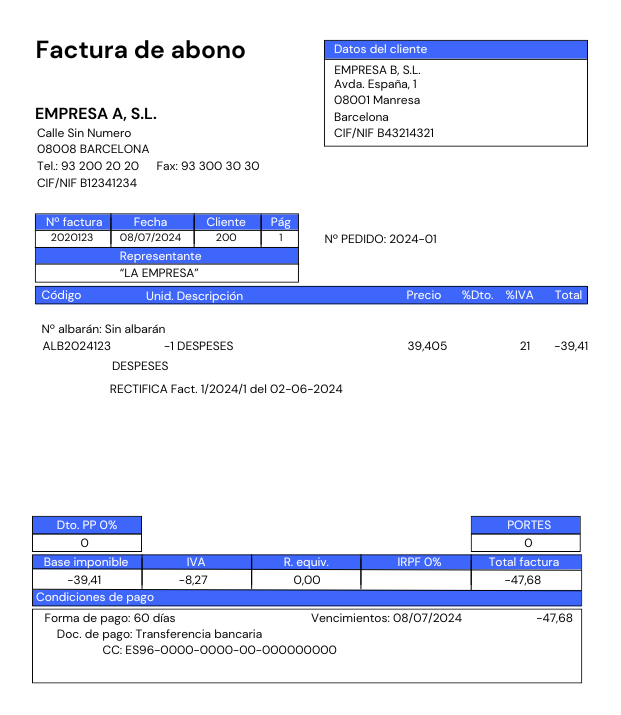 Factura de abono
Datos del cliente
EMPRESA B, S.L.
Avda. España, 1
08001 Manresa
Barcelona
CIF/NIF B43214321
EMPRESA A, S.L.
Calle Sin Numero
08008 BARCELONA
Tel.: 93 200 20 20 Fax: 93 300 30 30
CIF/NIF B12341234
Nº factura Fecha Cliente Pág
2020123 08/07/2024 200 1
Nº PEDIDO: 2024-01
Representante
“LA EMPRESA”
Código Unid. Descripción Precio %Dto. %IVA Total
Nº albarán: Sin albarán
ALB2024123 -1 DESPESES 39,405 21 -39,41
DESPESES
RECTIFICA Fact. 1/2024/1 del 02-06-2024
Dto. PP 0% PORTES
0 0
Base imponible IVA R. equiv. IRPF 0% Total factura
-39,41 -8,27 0,00 -47,68
Condiciones de pago
Forma de pago: 60 días Vencimientos: 08/07/2024 -47,68
Doc. de pago: Transferencia bancaria
CC: ES96-0000-0000-00-000000000